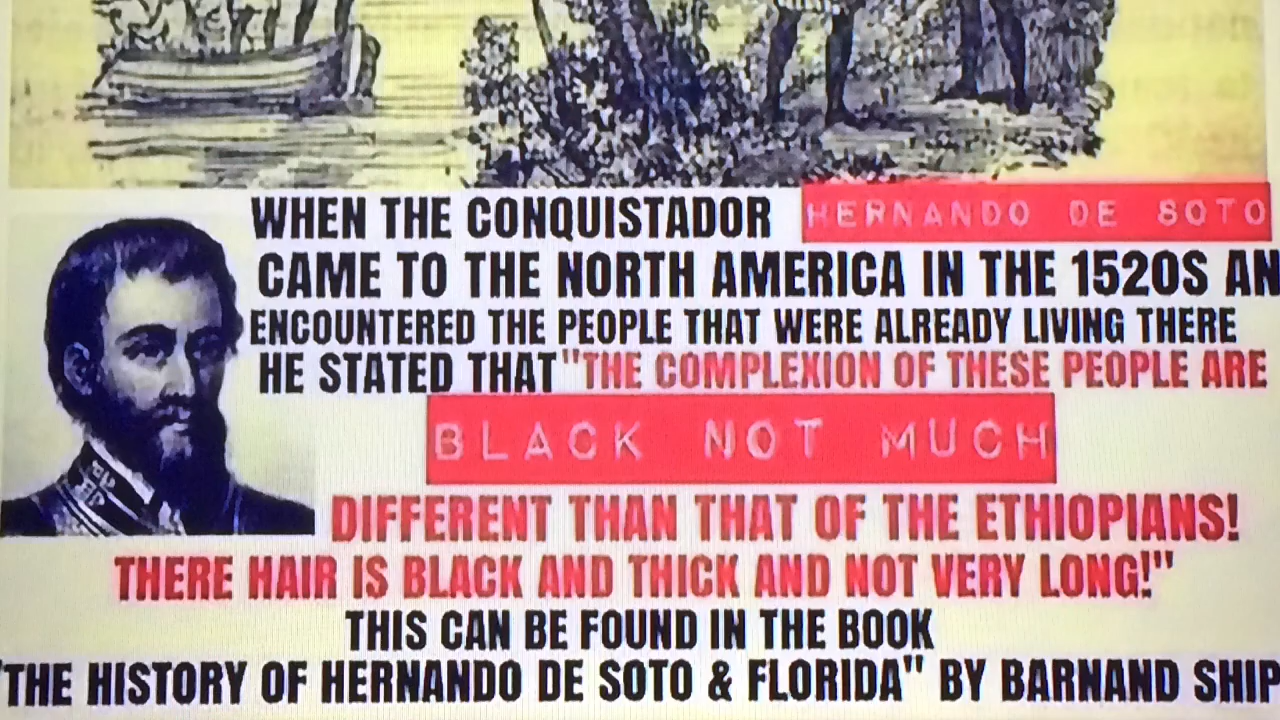 WHEN THE CONQUISTADOR HERNANDO DE SOTO
CAME TO THE NORTH AMERICA IN THE 1520S AN
ENCOUNTERED THE PEOPLE THAT WERE ALREADY LIVING THERE
HE STATED THAT "THE COMPLEXION OF THESE PEOPLE ARE
BLACK NOT MUCH
DIFFERENT THAN THAT OF THE ETHIOPIANS!
THERE HAIR IS BLACK AND THICK AND NOT VERY LONG!"
THIS CAN BE FOUND IN THE BOOK
"THE HISTORY OF HERNANDO DE SOTO & FLORIDA" BY BARNAND SHIP